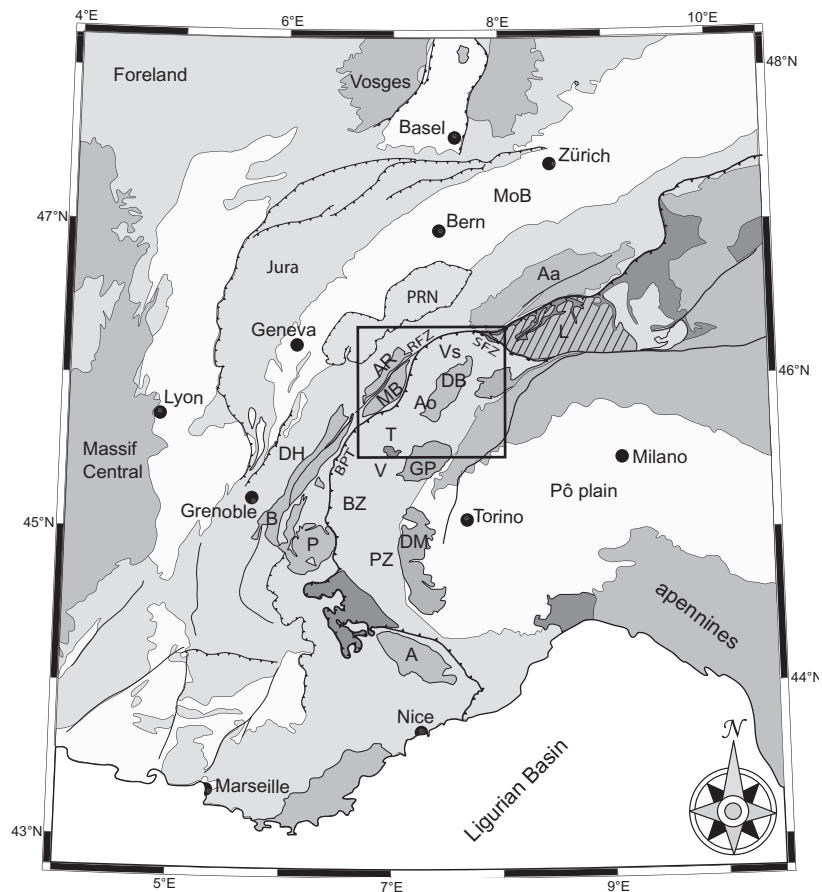 4°E
6°E
8°E
10°E
48°N
Foreland
Vosges
Basel
Zürich
MoB
47°N
Bern
Jura
Aa
PRN
Geneva
L
RFZ
SFZ
AR
Vs
46°N
MB
DB
Lyon
Ao
T
Massif
Central
DH
BPT
V
GP
Milano
Pô plain
Grenoble
B
BZ
Torino
45°N
P
PZ
DM
apennines
A
44°N
Nice
N
Marseille
Ligurian Basin
43°N
5°E
7°E
9°E